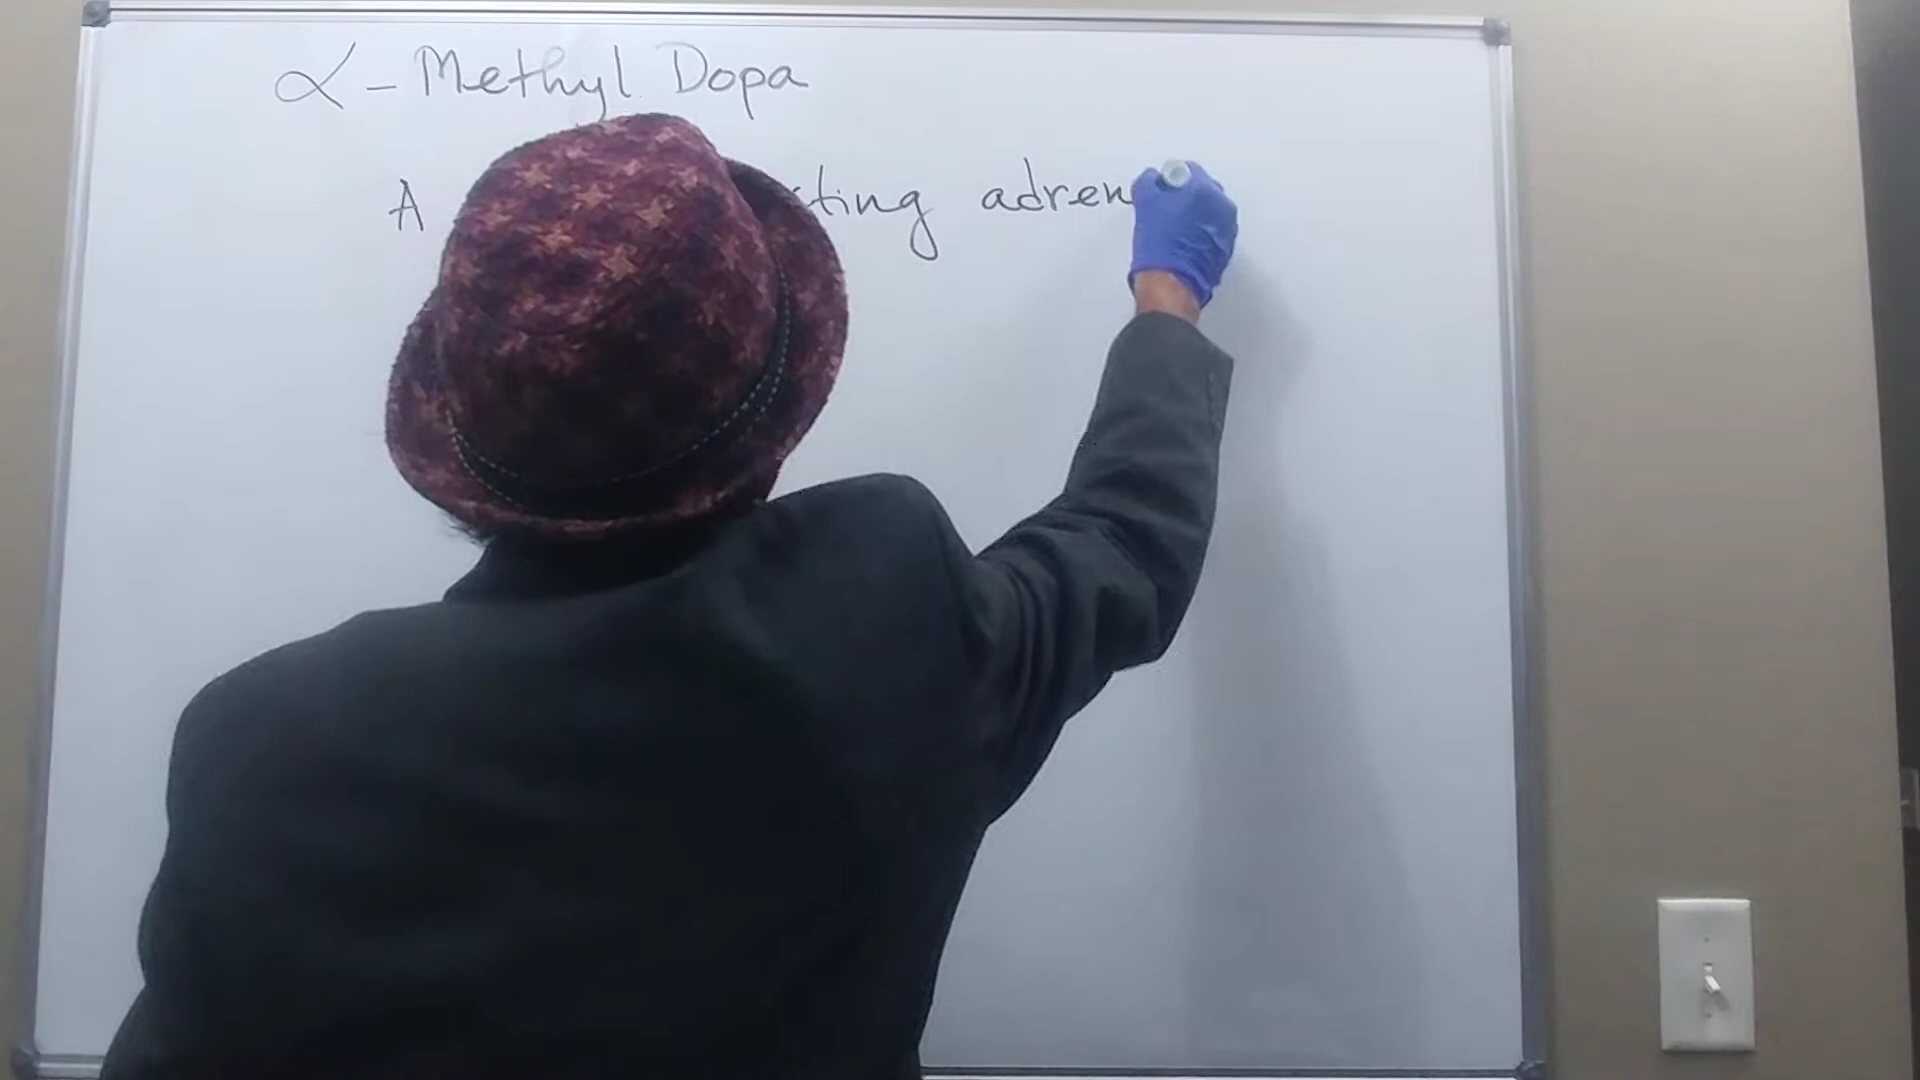 α - Methyl Dopa
A ting adren